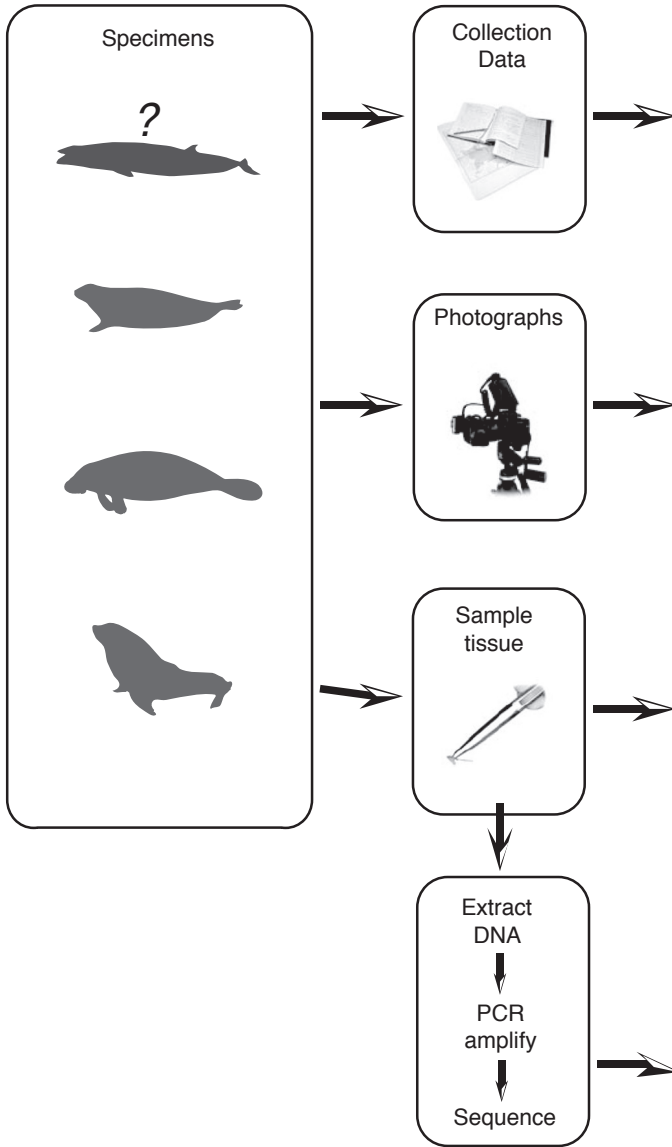 Specimens
?
Collection
Data
Photographs
Sample
tissue
Extract
DNA
PCR
amplify
Sequence